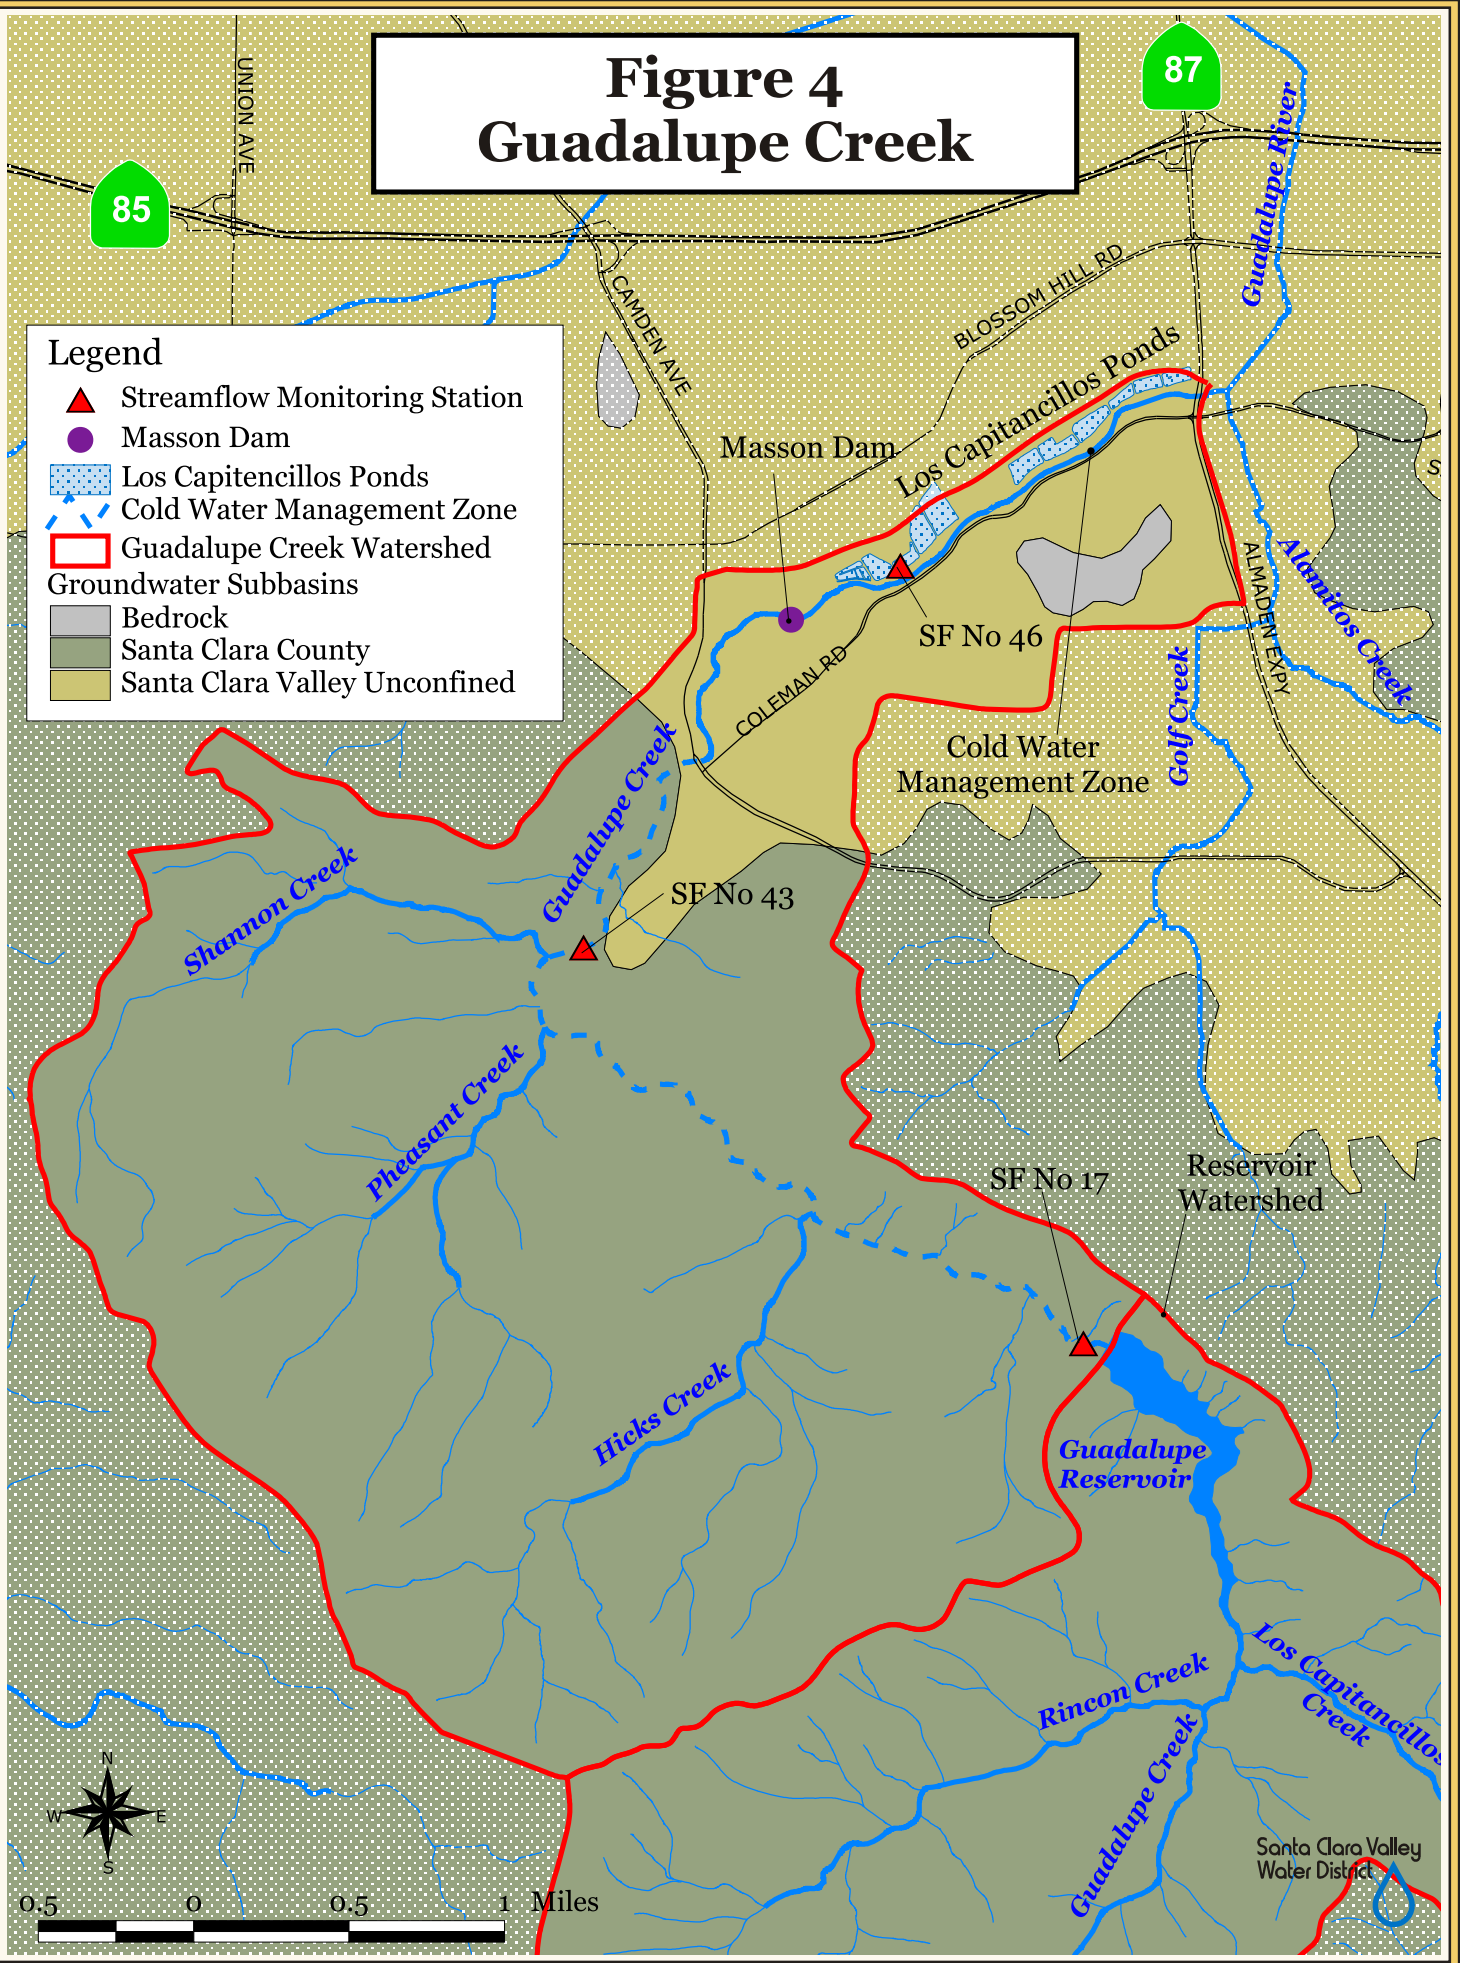 Figure 4
Guadalupe Creek
87
85
UNION AVE
Guadalupe River
CAMDEN AVE
BLOSSOM HILL RD
Legend
Streamflow Monitoring Station
Masson Dam
Los Capitencillos Ponds
Cold Water Management Zone
Guadalupe Creek Watershed
Groundwater Subbasins
Bedrock
Santa Clara County
Santa Clara Valley Unconfined
Los Capitancillos Ponds
Masson Dam
S
ALMADEN EXPY
Alamitos Creek
SF No 46
COLEMAN RD
Golf Creek
Cold Water
Management Zone
Guadalupe Creek
SF No 43
Shannon Creek
Pheasant Creek
SF No 17
Reservoir
Watershed
Hicks Creek
Guadalupe
Reservoir
Los Capitancillos
Creek
Rincon Creek
Guadalupe Creek
N
W E
S
Santa Clara Valley
Water District
0.5 0 0.5 1 Miles